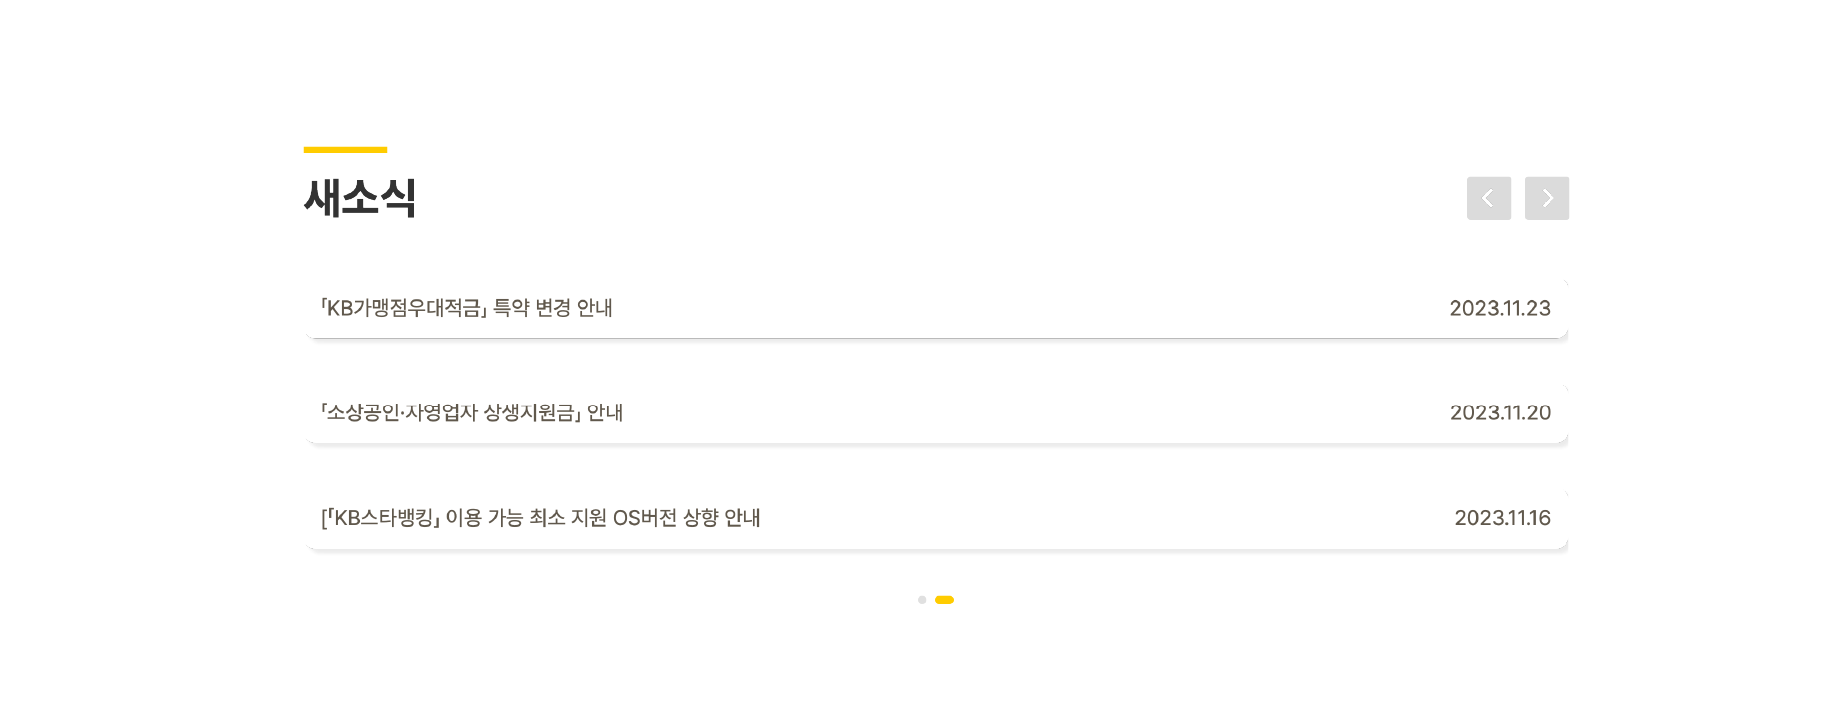 새소식
「KB가맹점우대적금」 특약 변경 안내 2023.11.23
「소상공인·자영업자 상생지원금」 안내 2023.11.20
[「KB스타뱅킹」 이용 가능 최소 지원 OS버전 상향 안내 2023.11.16